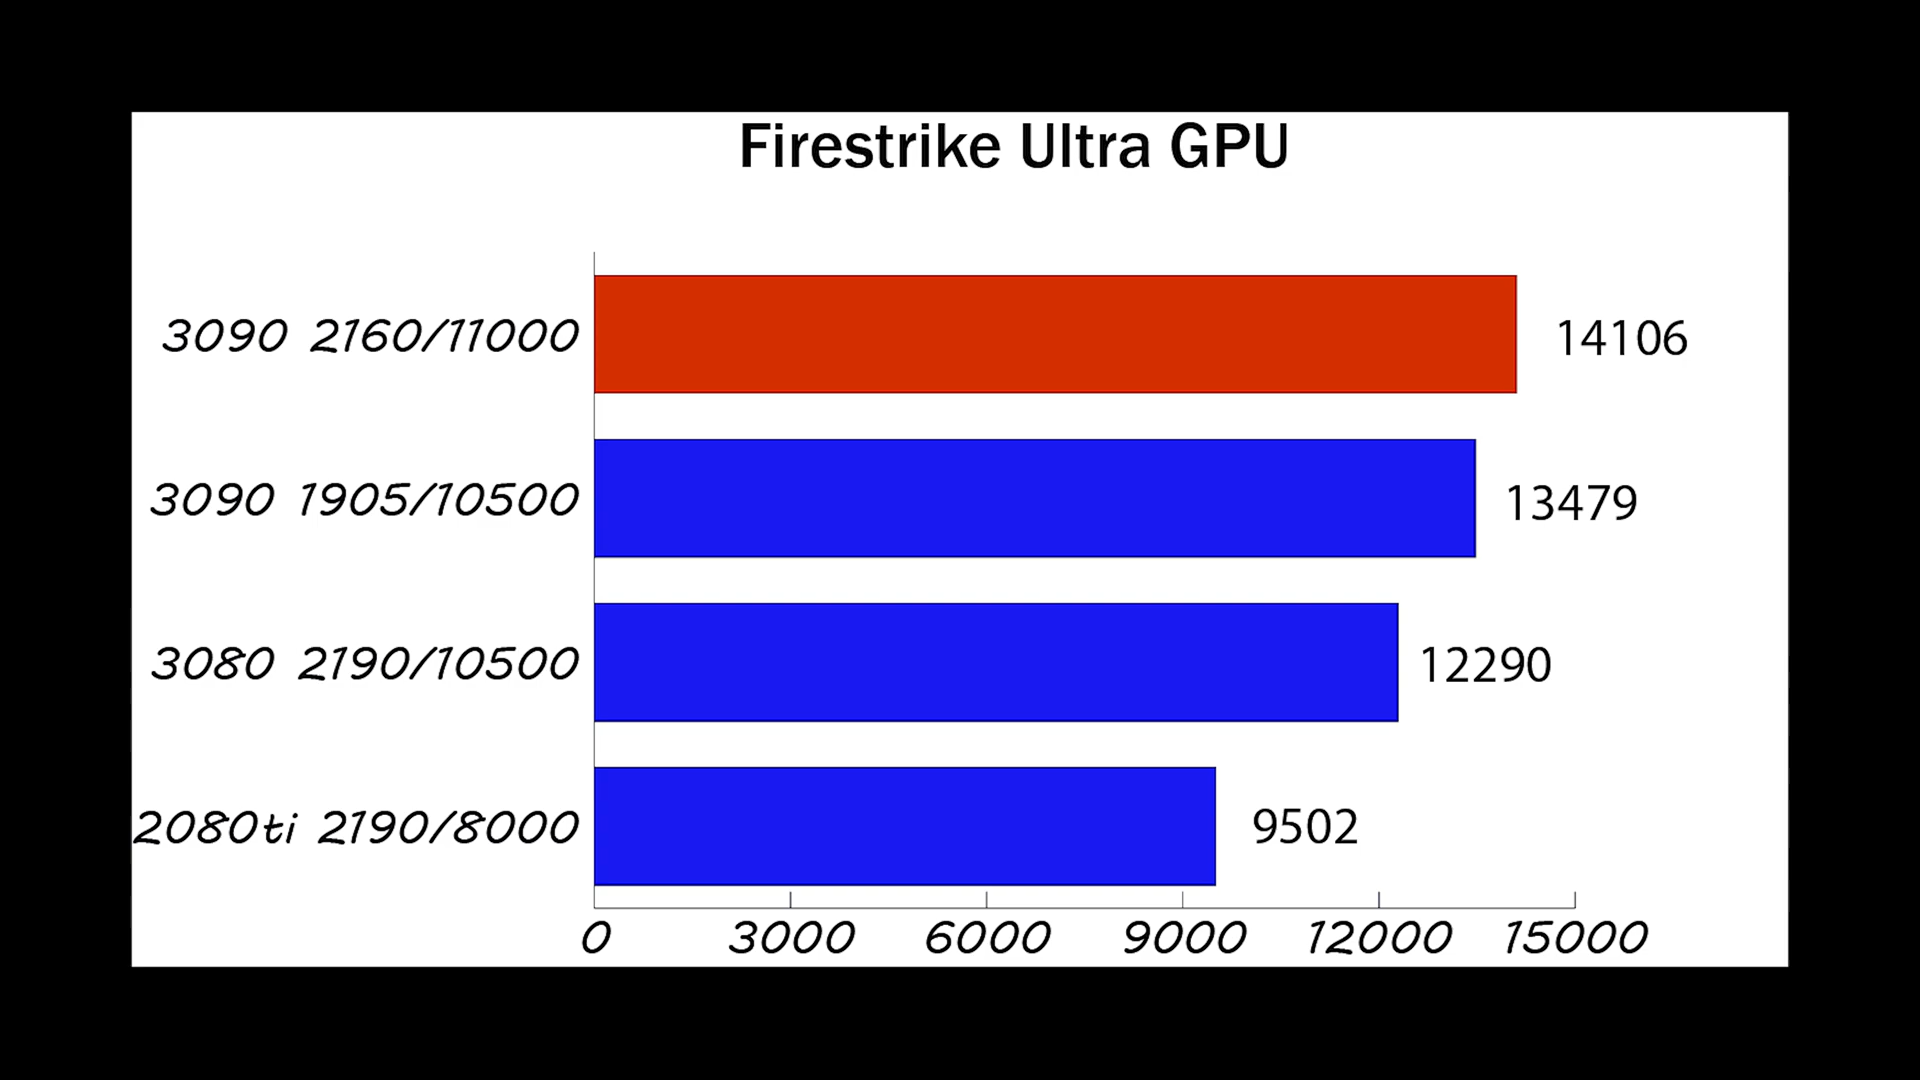 Firestrike Ultra GPU
3090 2160/11000 14106
3090 1905/10500 13479
3080 2190/10500 12290
2080ti 2190/8000 9502
0 3000 6000 9000 12000 15000